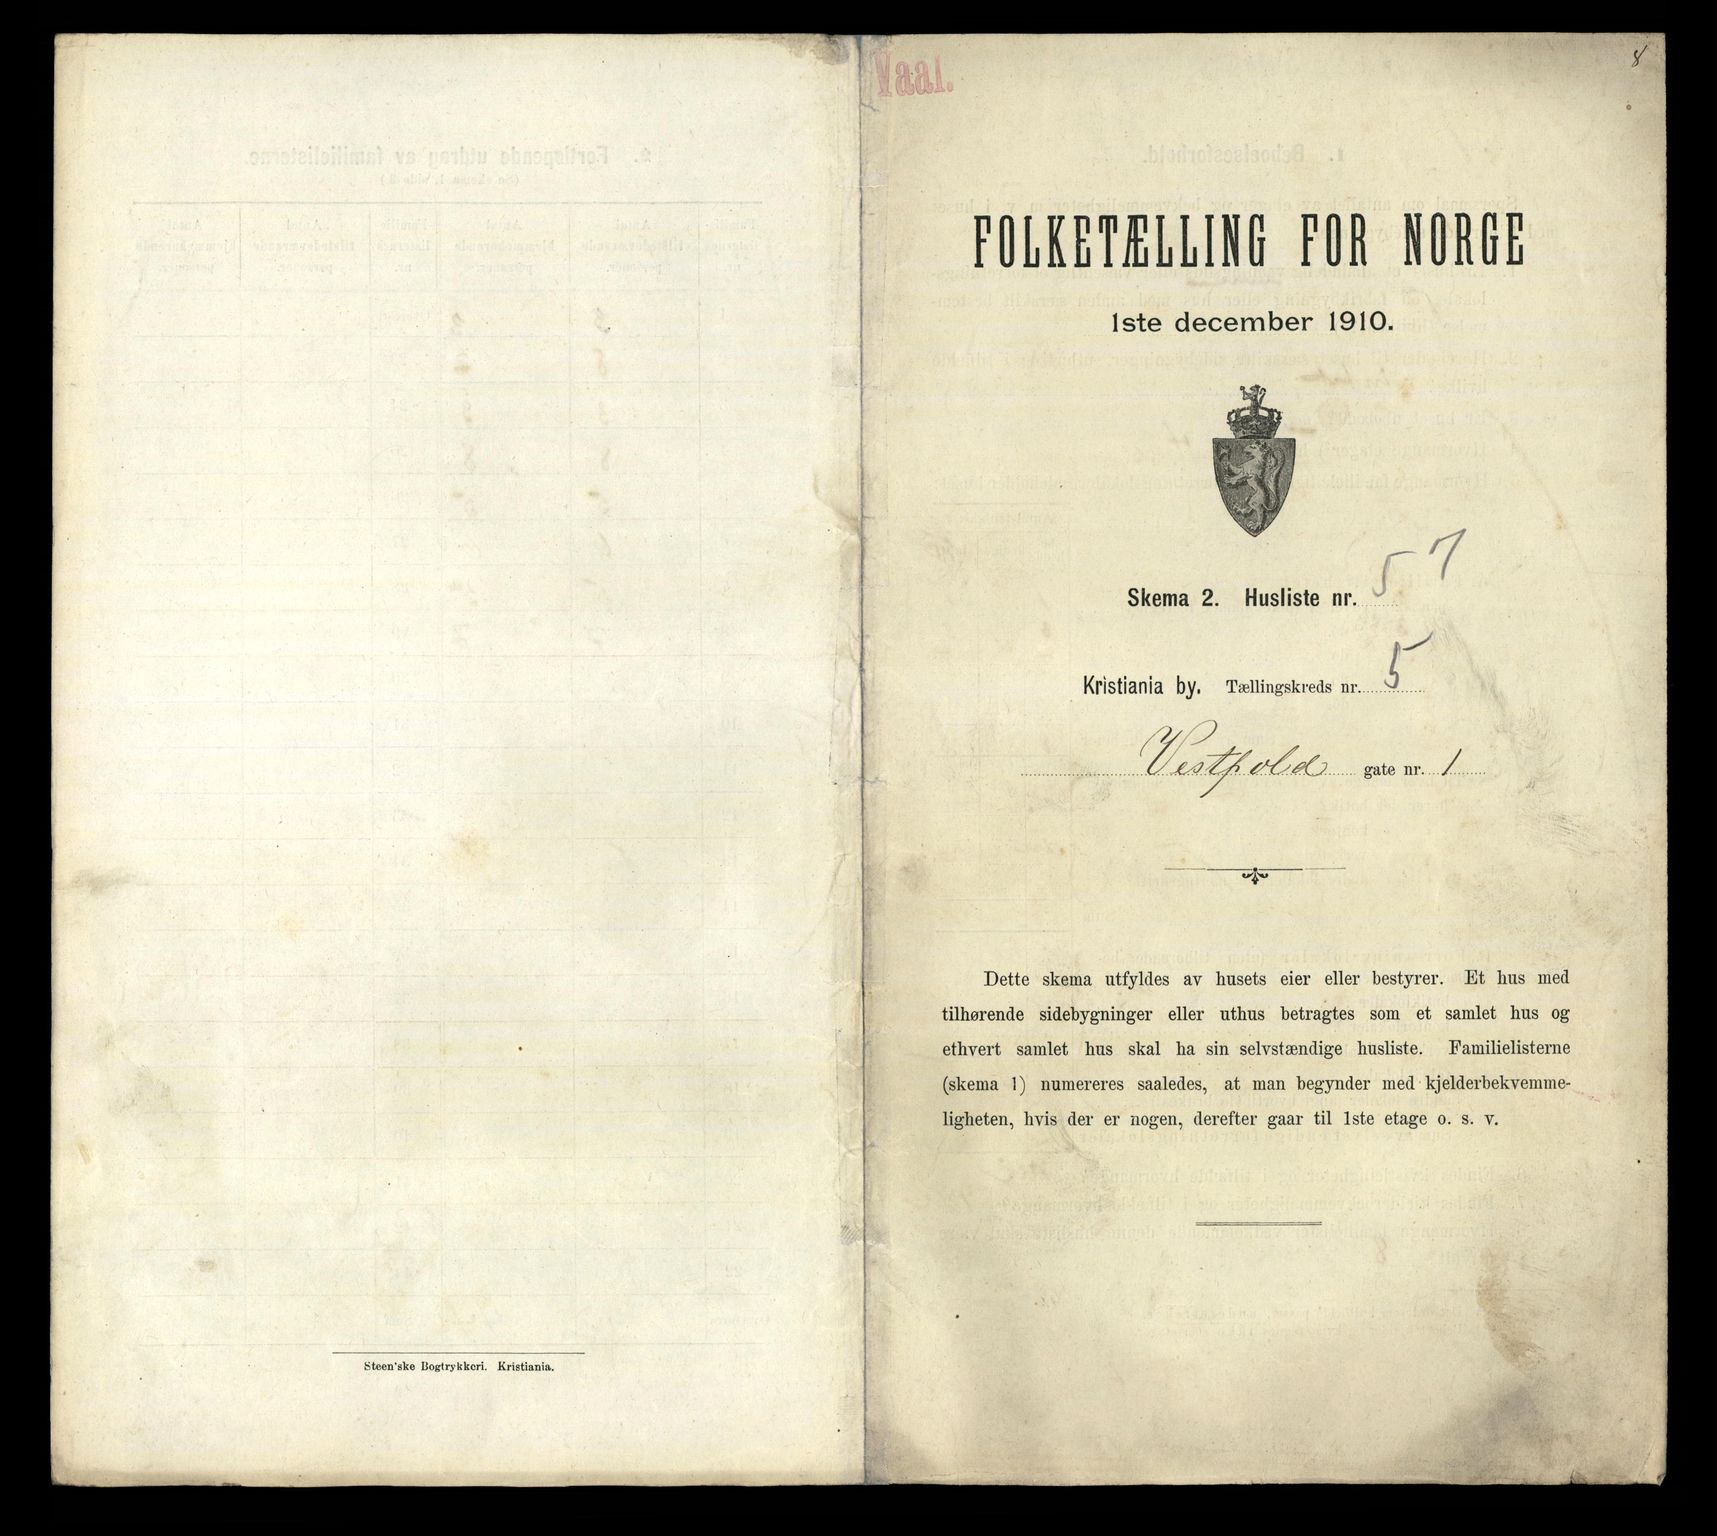 Steen'ske Bogtrykkeri. Kristiania.
Vaal.
8
FOLKETÆLLING FOR NORGE
1ste december 1910.
Skema 2. Husliste nr. 57
Kristiania by. Tællingskreds nr. 5
Vestfold gate nr. 1
Dette skema utfyldes av husets eier eller bestyrer. Et hus med
tilhørende sidebygninger eller uthus betragtes som et samlet hus og
ethvert samlet hus skal ha sin selvstændige husliste. Familielisterne
(skema 1) numereres saaledes, at man begynder med kjelderbekvemme-
ligheten, hvis der er nogen, derefter gaar til 1ste etage o. s. v.